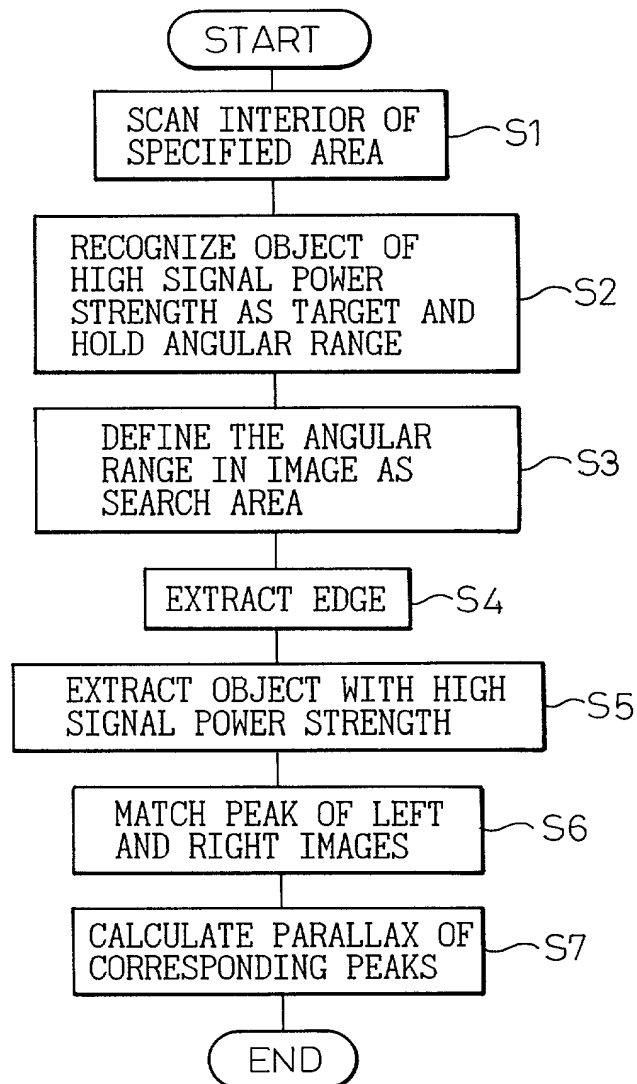 START
SCAN INTERIOR OF
SPECIFIED AREA
S1
RECOGNIZE OBJECT OF
HIGH SIGNAL POWER
STRENGTH AS TARGET AND
HOLD ANGULAR RANGE
S2
DEFINE THE ANGULAR
RANGE IN IMAGE AS
SEARCH AREA
S3
EXTRACT EDGE
S4
EXTRACT OBJECT WITH HIGH
SIGNAL POWER STRENGTH
S5
MATCH PEAK OF LEFT
AND RIGHT IMAGES
S6
CALCULATE PARALLAX OF
CORRESPONDING PEAKS
S7
END